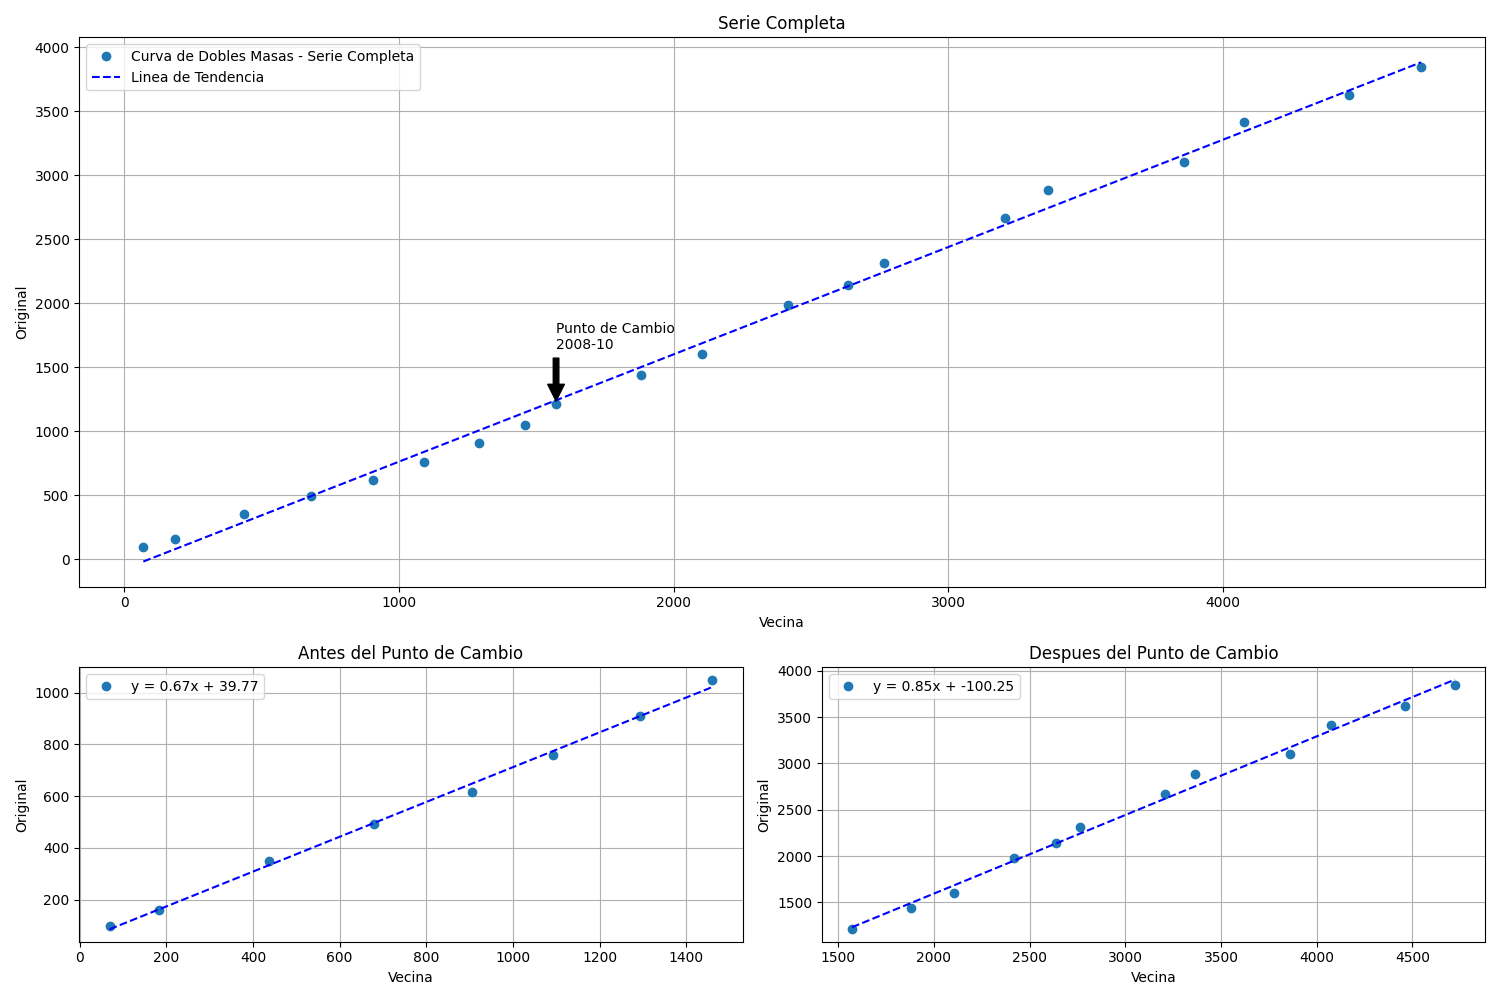 Serie Completa
Curva de Dobles Masas - Serie Completa
Linea de Tendencia
4000
3500
3000
2500
2000
1500
1000
500
0
Original
Punto de Cambio
2008-10
0 1000 2000 3000 4000
Vecina
Antes del Punto de Cambio
y = 0.67x + 39.77
1000
800
600
400
200
Original
0 200 400 600 800 1000 1200 1400
Vecina
Despues del Punto de Cambio
y = 0.85x + -100.25
4000
3500
3000
2500
2000
1500
Original
1500 2000 2500 3000 3500 4000 4500
Vecina